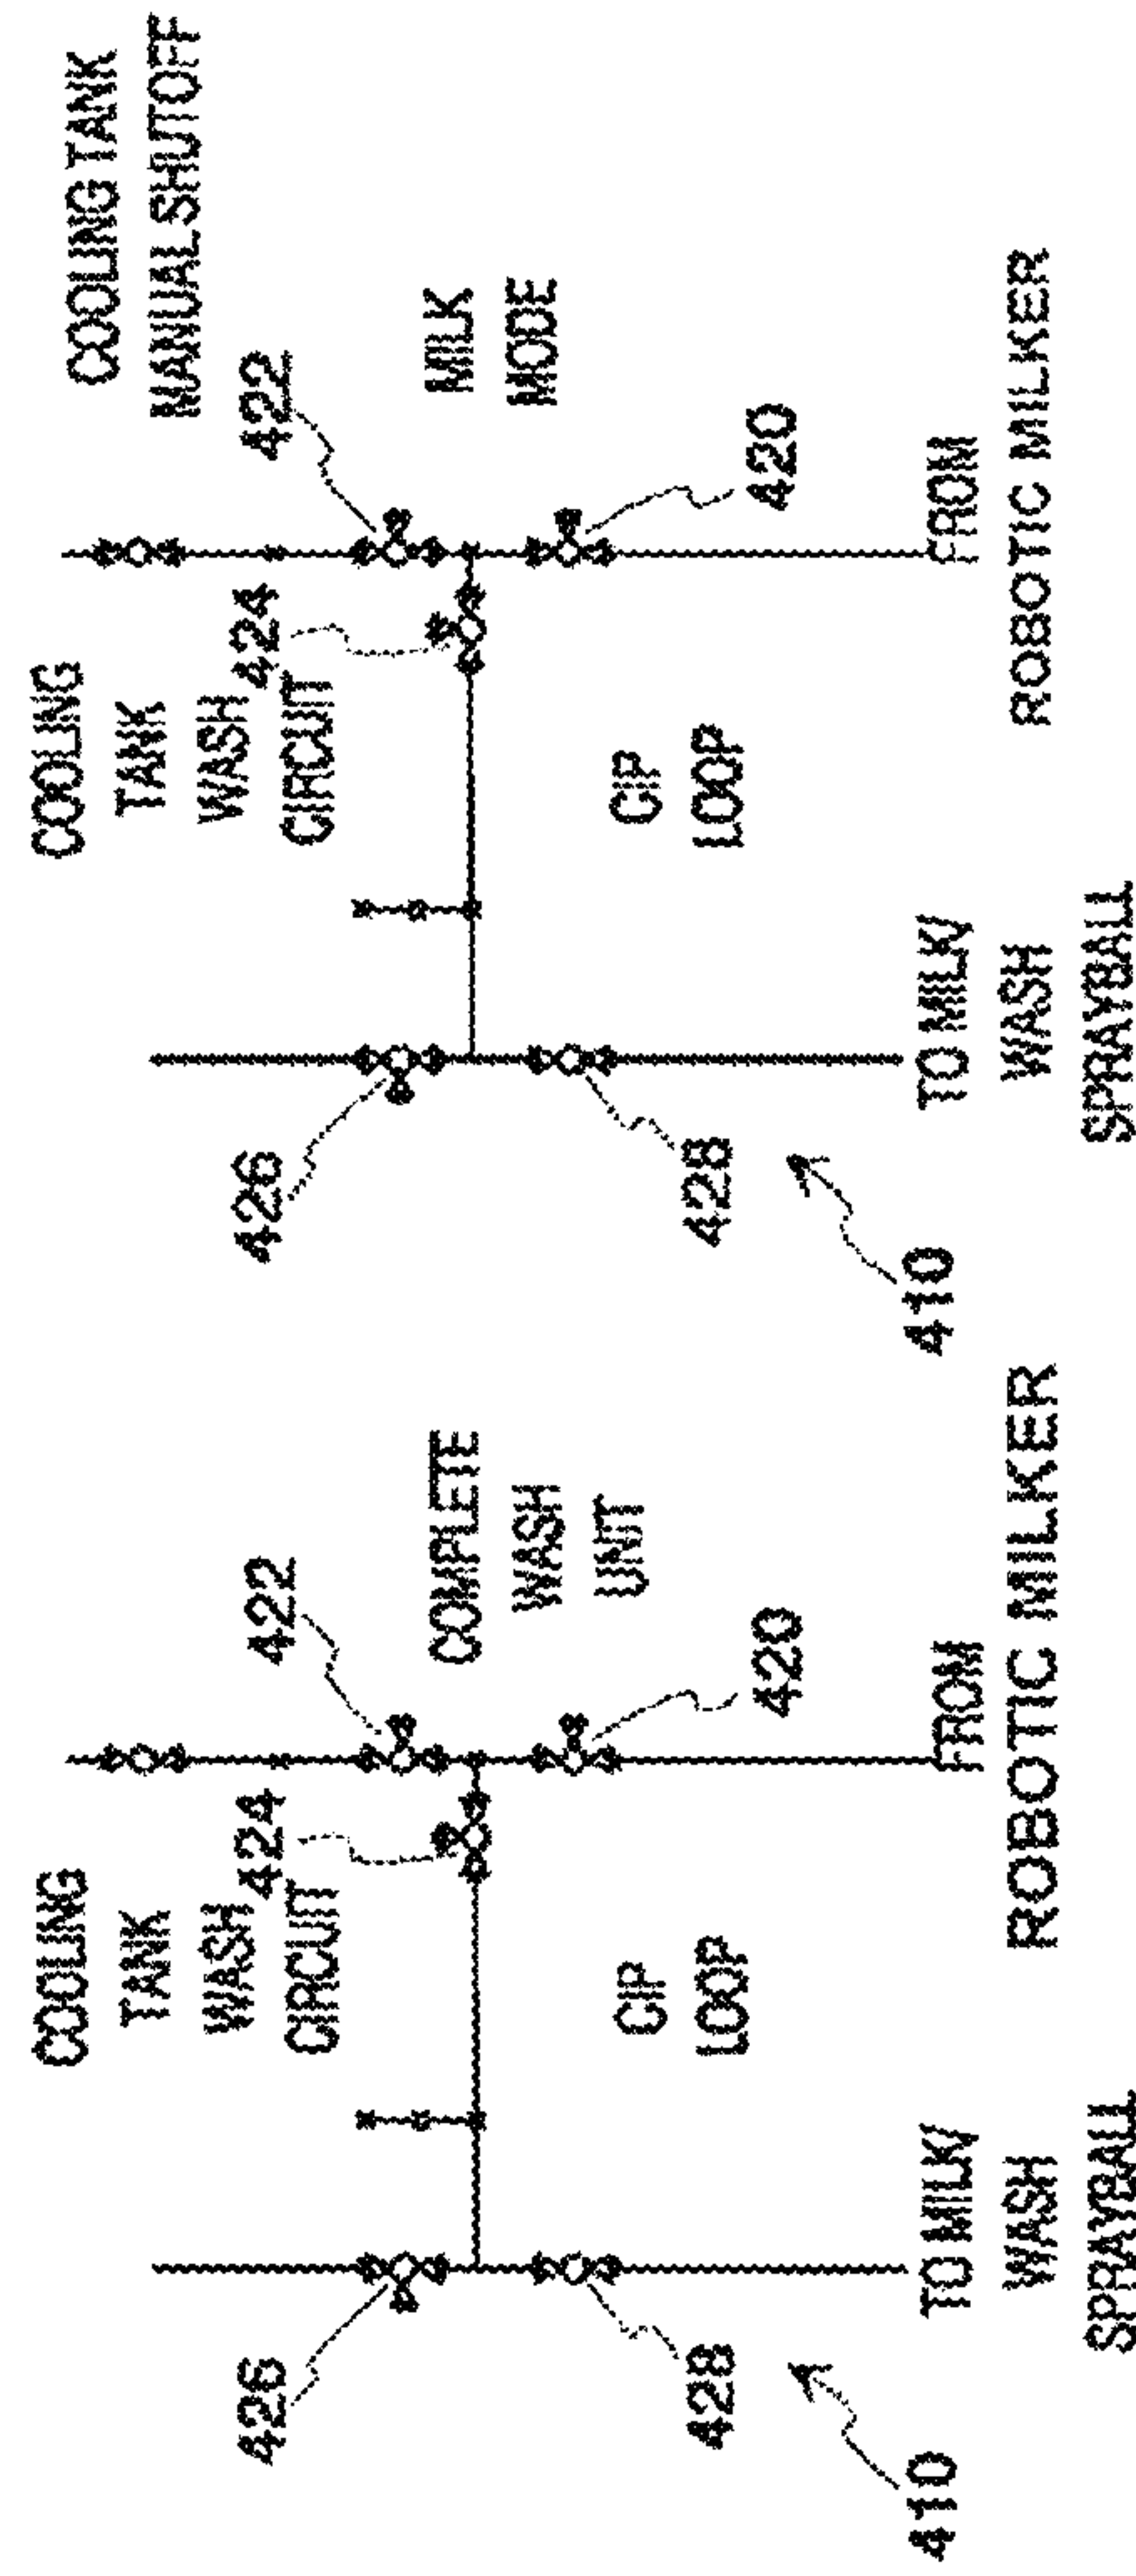 COOLING
TANK
WASH
CIRCUIT
422
424
426
COMPLETE
WASH
UNIT
CIP
LOOP
420
428
410
TO MILK/
WASH
SPRAYBALL
FROM
ROBOTIC MILKER
COOLING TANK
MANUAL SHUTOFF
COOLING
TANK
WASH
CIRCUIT
422
424
426
MILK
MODE
CIP
LOOP
420
428
410
TO MILK/
WASH
SPRAYBALL
FROM
ROBOTIC MILKER